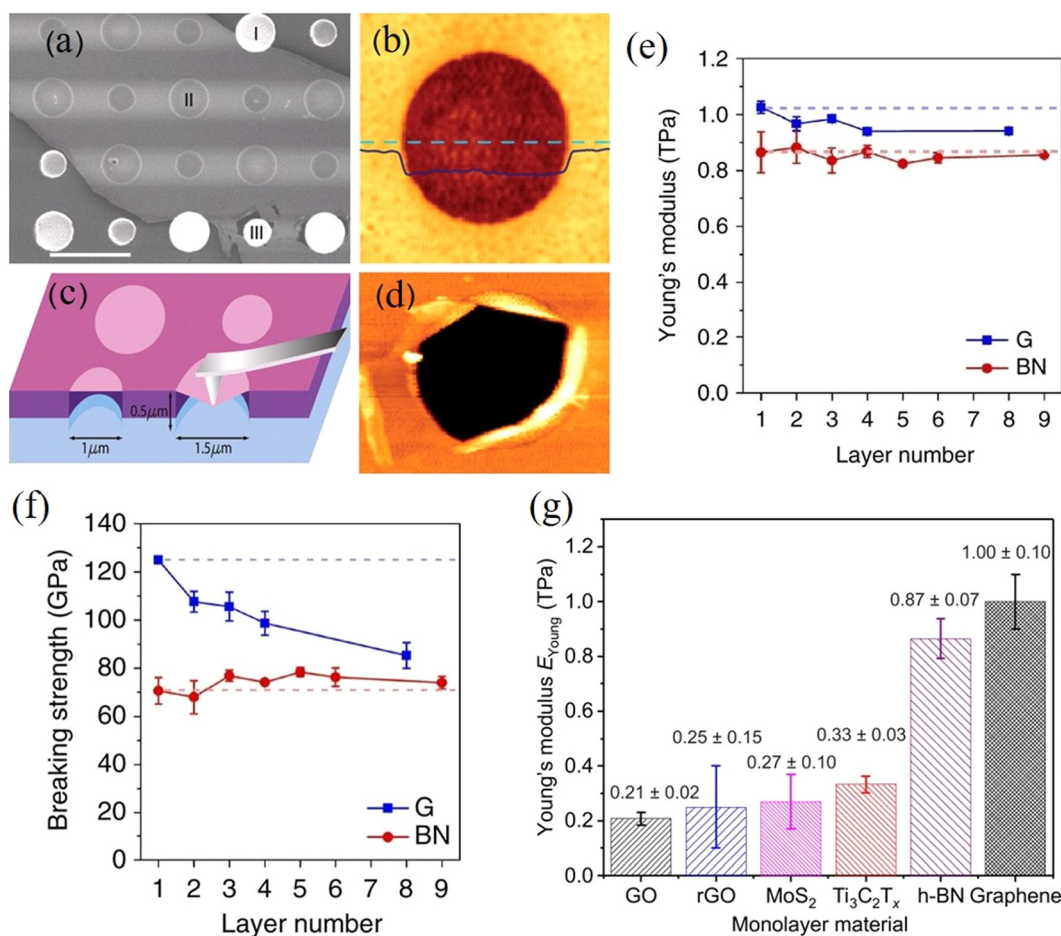 (a)
I
II
III
(b)
(c)
0.5μm
1μm
1.5μm
(d)
(e)
Young's modulus (TPa)
1.2
1.0
0.8
0.6
0.4
0.2
0.0
G
BN
1 2 3 4 5 6 7 8 9
Layer number
(f)
Breaking strength (GPa)
140
120
100
80
60
40
20
0
G
BN
1 2 3 4 5 6 7 8 9
Layer number
(g)
Young's modulus E_Young (TPa)
1.2
1.0
0.8
0.6
0.4
0.2
0.0
0.21 ± 0.02
0.25 ± 0.15
0.27 ± 0.10
0.33 ± 0.03
0.87 ± 0.07
1.00 ± 0.10
GO rGO MoS₂ Ti₃C₂Tₓ h-BN Graphene
Monolayer material